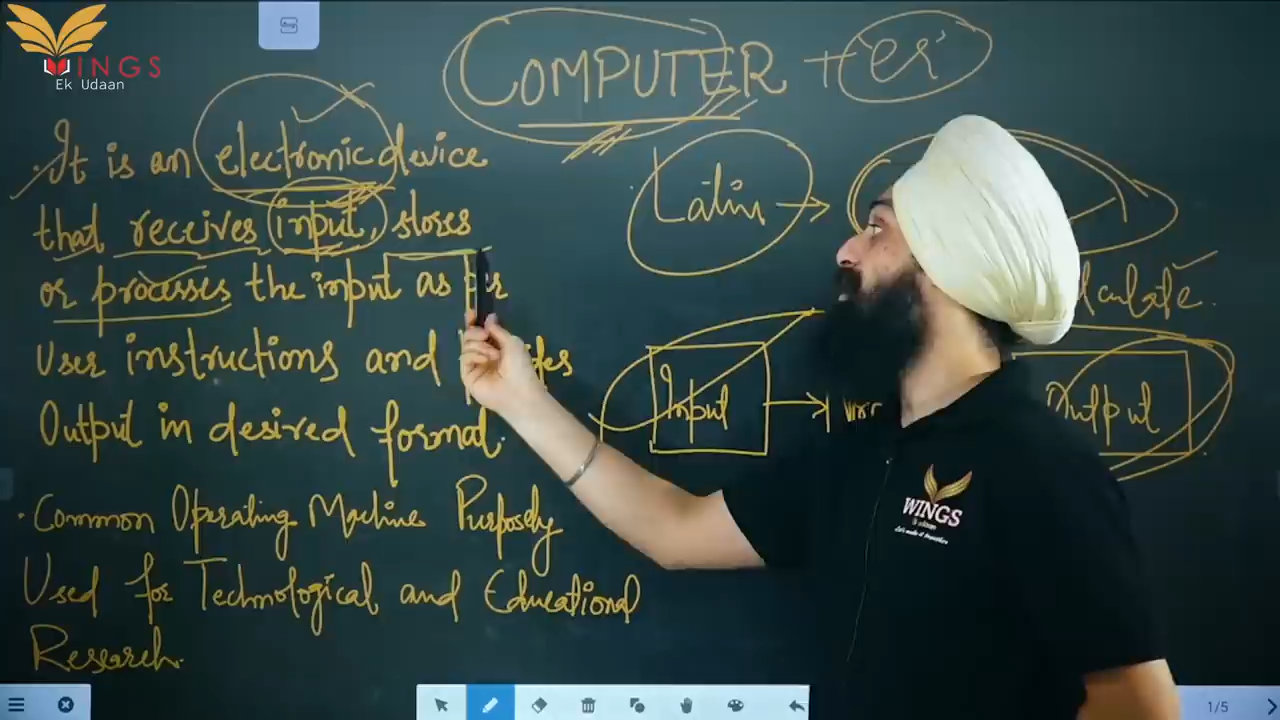 WINGS
Ek Udaan
COMPUTER + er
It is an electronic device
that receives input, stores
or processes the input as per
User instructions and
Output in desired format.
Common Operating Machine Purposely
Used for Technological and Educational
Research.
Latin →
Input →
Output
WINGS
1/5